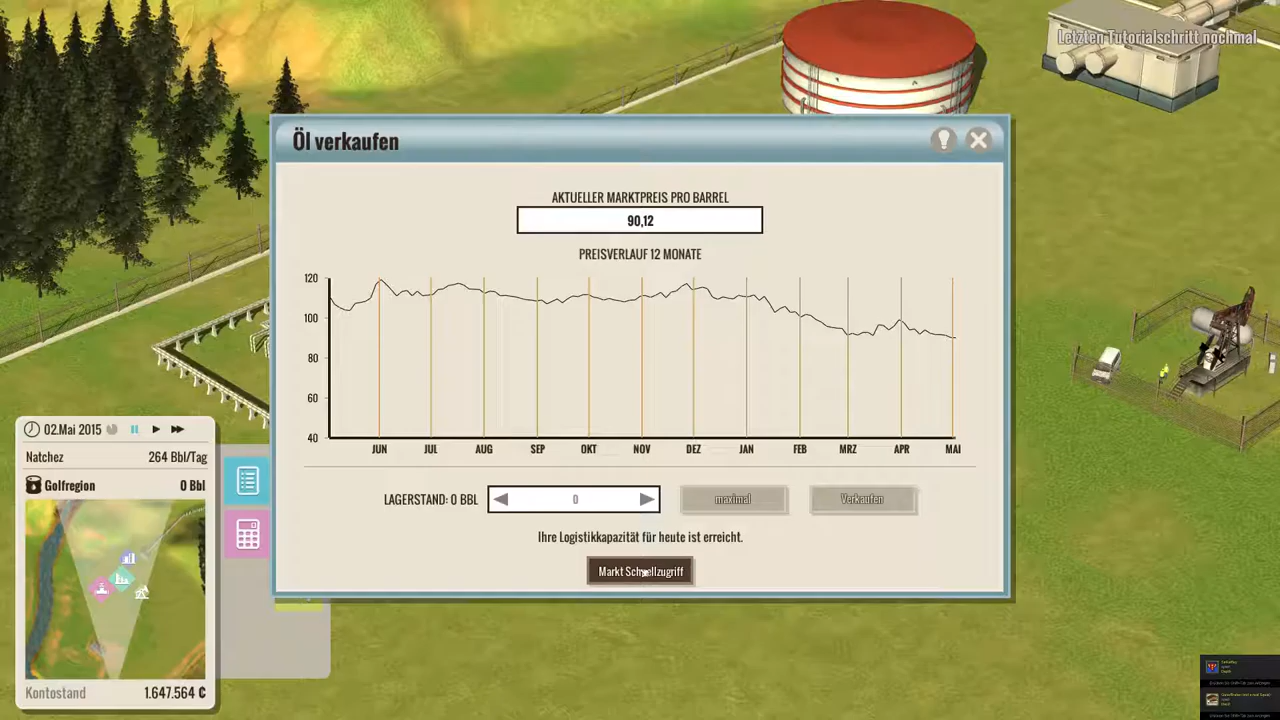 Letzten Tutorialschritt nochmal
Öl verkaufen
AKTUELLER MARKTPREIS PRO BARREL
90,12
PREISVERLAUF 12 MONATE
120
100
80
60
40
JUN JUL AUG SEP OKT NOV DEZ JAN FEB MRZ APR MAI
LAGERSTAND: 0 BBL 0 maximal Verkaufen
Ihre Logistikkapazität für heute ist erreicht.
Markt Schnellzugriff
02.Mai 2015
Natchez 264 Bbl/Tag
Golfregion 0 Bbl
Kontostand 1.647.564 ₵